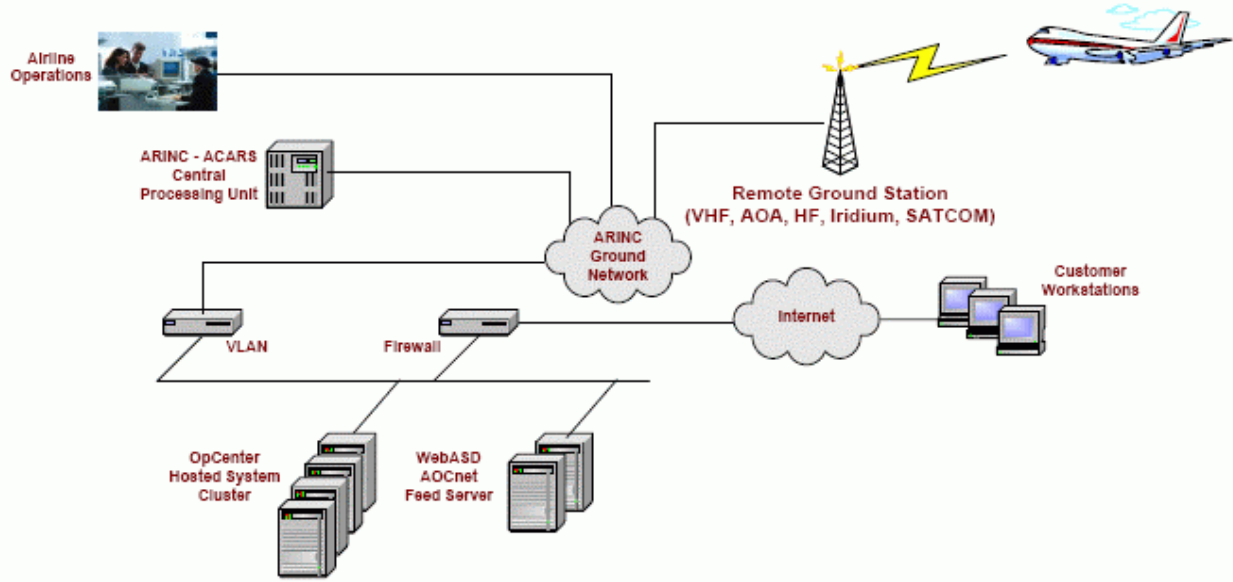 Airline
Operations
ARINC - ACARS
Central
Processing Unit
Remote Ground Station
(VHF, AOA, HF, Iridium, SATCOM)
ARINC
Ground
Network
Customer
Workstations
Internet
VLAN
Firewall
OpCenter
Hosted System
Cluster
WebASD
AOCnet
Feed Server